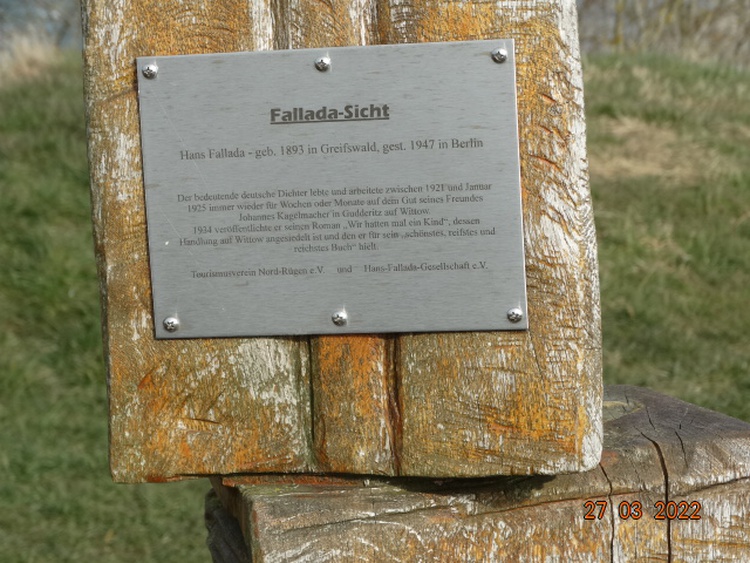 Fallada-Sicht
Hans Fallada - geb. 1893 in Greifswald, gest. 1947 in Berlin
Der bedeutende deutsche Dichter lebte und arbeitete zwischen 1921 und Januar
1925 immer wieder für Wochen oder Monate auf dem Gut seines Freundes
Johannes Kagelmacher in Gudderitz auf Wittow.
1934 veröffentlichte er seinen Roman „Wir hatten mal ein Kind“, dessen
Handlung auf Wittow angesiedelt ist und den er für sein „schönstes, reifstes und
reichstes Buch“ hielt.
Tourismusverein Nord-Rügen e.V. und Hans-Fallada-Gesellschaft e.V.
27 03 2022